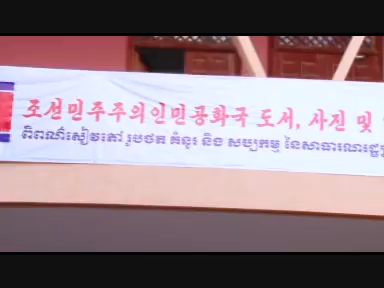 조선민주주의인민공화국 도서, 사진 및
ពិពណ៌សៀវភៅ រូបថត គំនូរ និង សប្បកម្ម នៃសាធារណរដ្ឋ